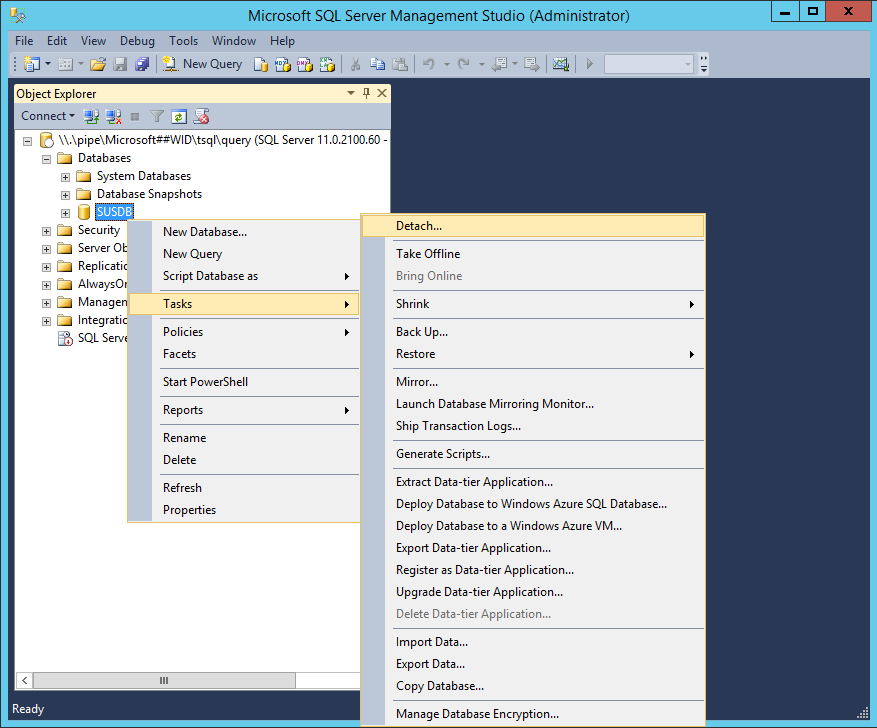 Microsoft SQL Server Management Studio (Administrator)
File Edit View Debug Tools Window Help
New Query
Object Explorer
Connect
\\.\pipe\Microsoft##WID\tsql\query (SQL Server 11.0.2100.60 -
Databases
System Databases
Database Snapshots
SUSDB
Security
Server Ob
Replicatio
AlwaysOn
Managem
Integratio
SQL Serve
New Database...
New Query
Script Database as
Tasks
Policies
Facets
Start PowerShell
Reports
Rename
Delete
Refresh
Properties
Detach...
Take Offline
Bring Online
Shrink
Back Up...
Restore
Mirror...
Launch Database Mirroring Monitor...
Ship Transaction Logs...
Generate Scripts...
Extract Data-tier Application...
Deploy Database to Windows Azure SQL Database...
Deploy Database to a Windows Azure VM...
Export Data-tier Application...
Register as Data-tier Application...
Upgrade Data-tier Application...
Delete Data-tier Application...
Import Data...
Export Data...
Copy Database...
Manage Database Encryption...
Ready